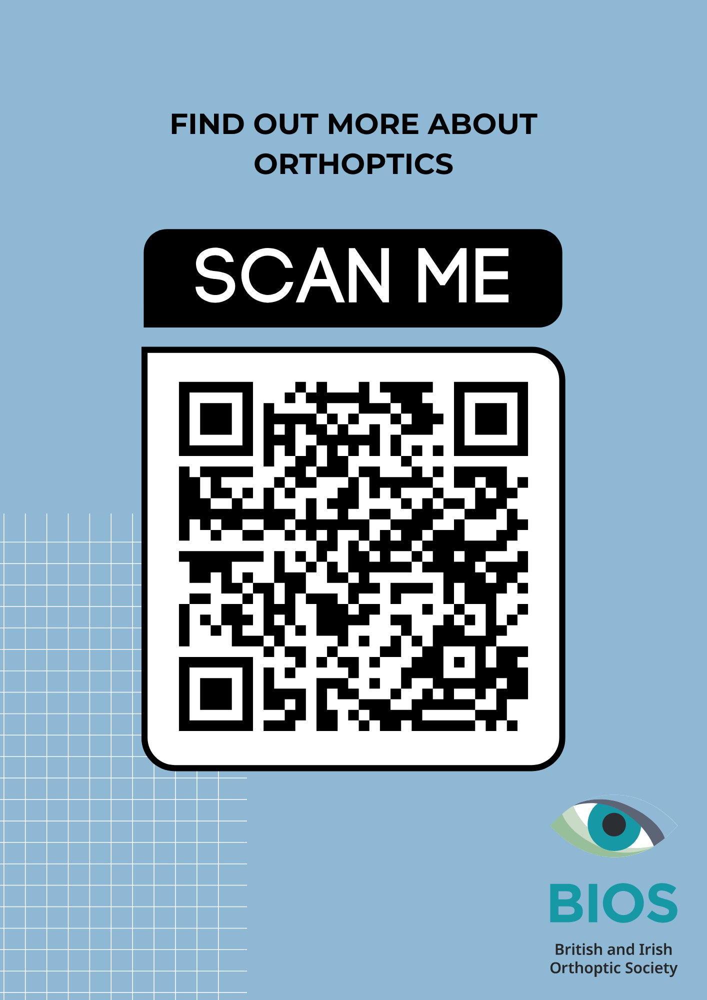 FIND OUT MORE ABOUT
ORTHOPTICS
SCAN ME
BIOS
British and Irish
Orthoptic Society